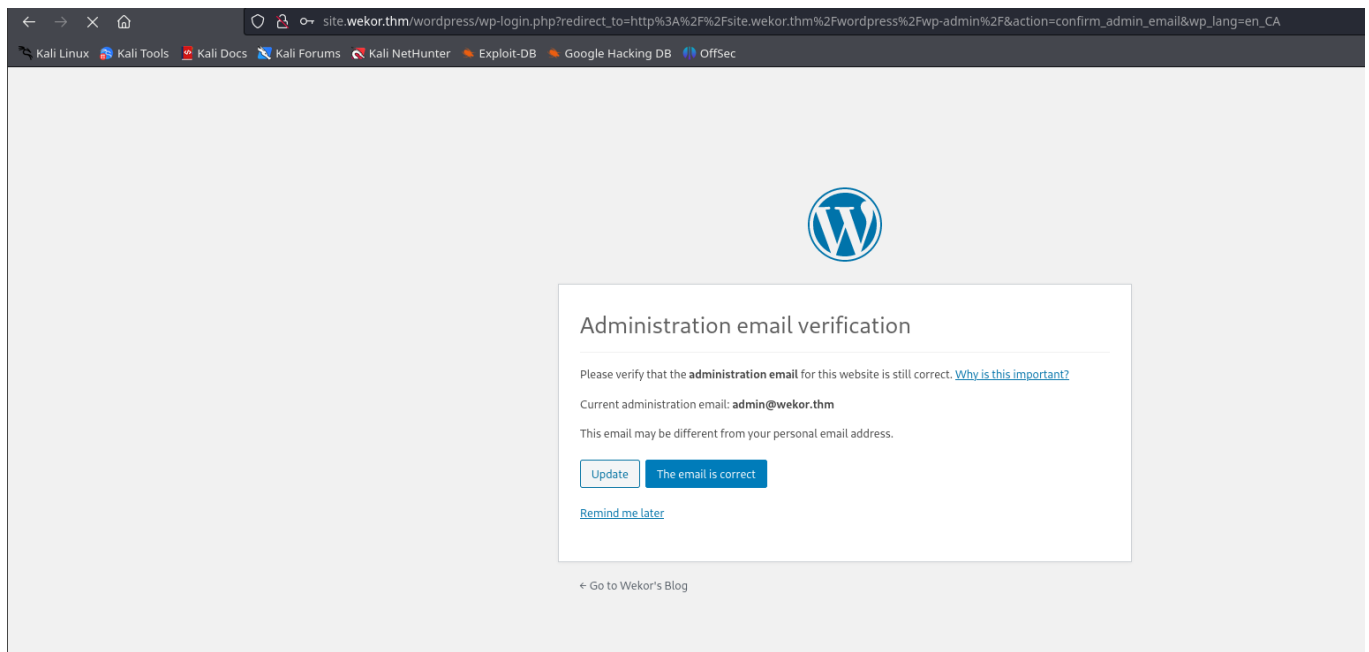 site.wekor.thm/wordpress/wp-login.php?redirect_to=http%3A%2F%2Fsite.wekor.thm%2Fwordpress%2Fwp-admin%2F&action=confirm_admin_email&wp_lang=en_CA
Kali Linux Kali Tools Kali Docs Kali Forums Kali NetHunter Exploit-DB Google Hacking DB OffSec
Administration email verification
Please verify that the administration email for this website is still correct. Why is this important?
Current administration email: admin@wekor.thm
This email may be different from your personal email address.
Update The email is correct
Remind me later
← Go to Wekor's Blog